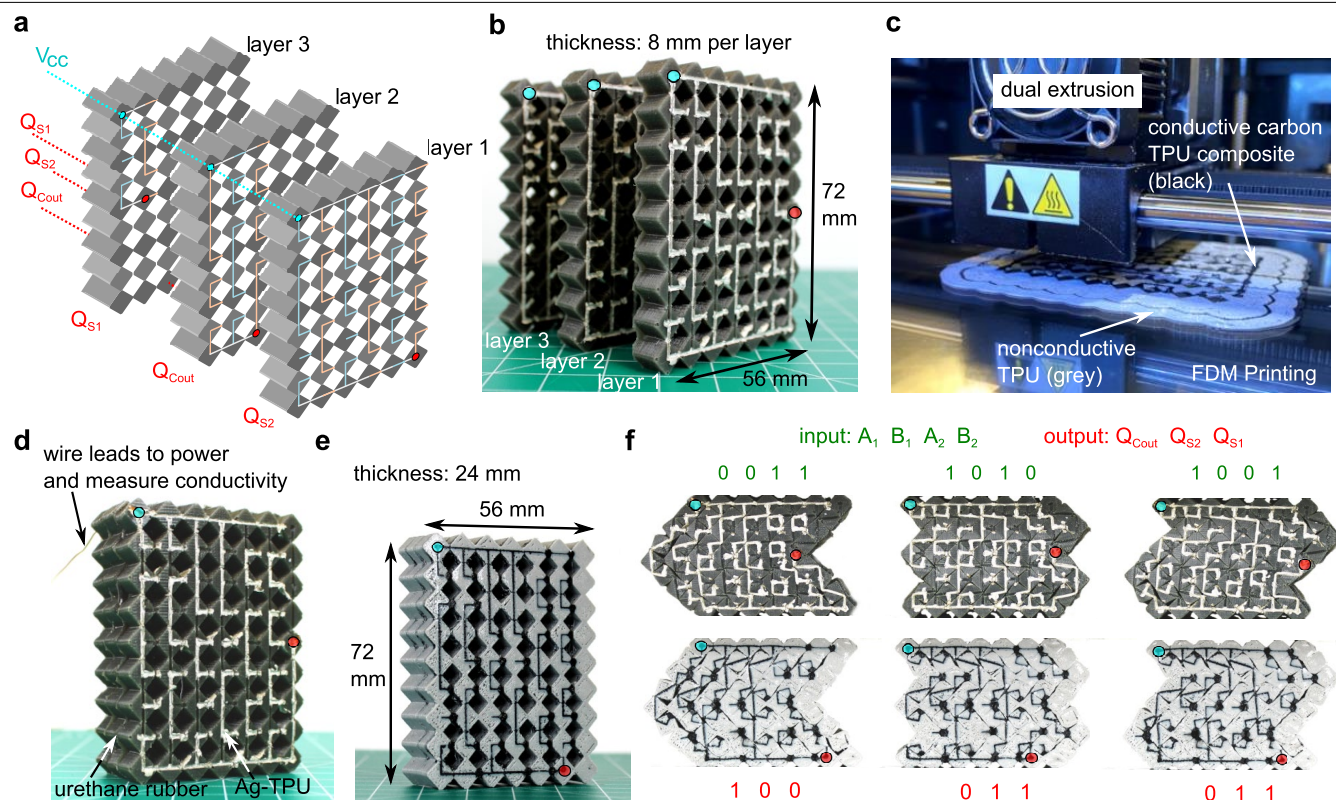 a
layer 3
V_CC
layer 2
Q_S1
layer 1
Q_S2
Q_Cout
Q_S1
Q_Cout
Q_S2
b
thickness: 8 mm per layer
72
mm
layer 3
layer 2
layer 1
56 mm
c
dual extrusion
conductive carbon
TPU composite
(black)
nonconductive
TPU (grey)
FDM Printing
d
wire leads to power
and measure conductivity
urethane rubber
Ag-TPU
e
thickness: 24 mm
56 mm
72
mm
f
input: A_1 B_1 A_2 B_2
output: Q_Cout Q_S2 Q_S1
0 0 1 1
1 0 1 0
1 0 0 1
1 0 0
0 1 1
0 1 1